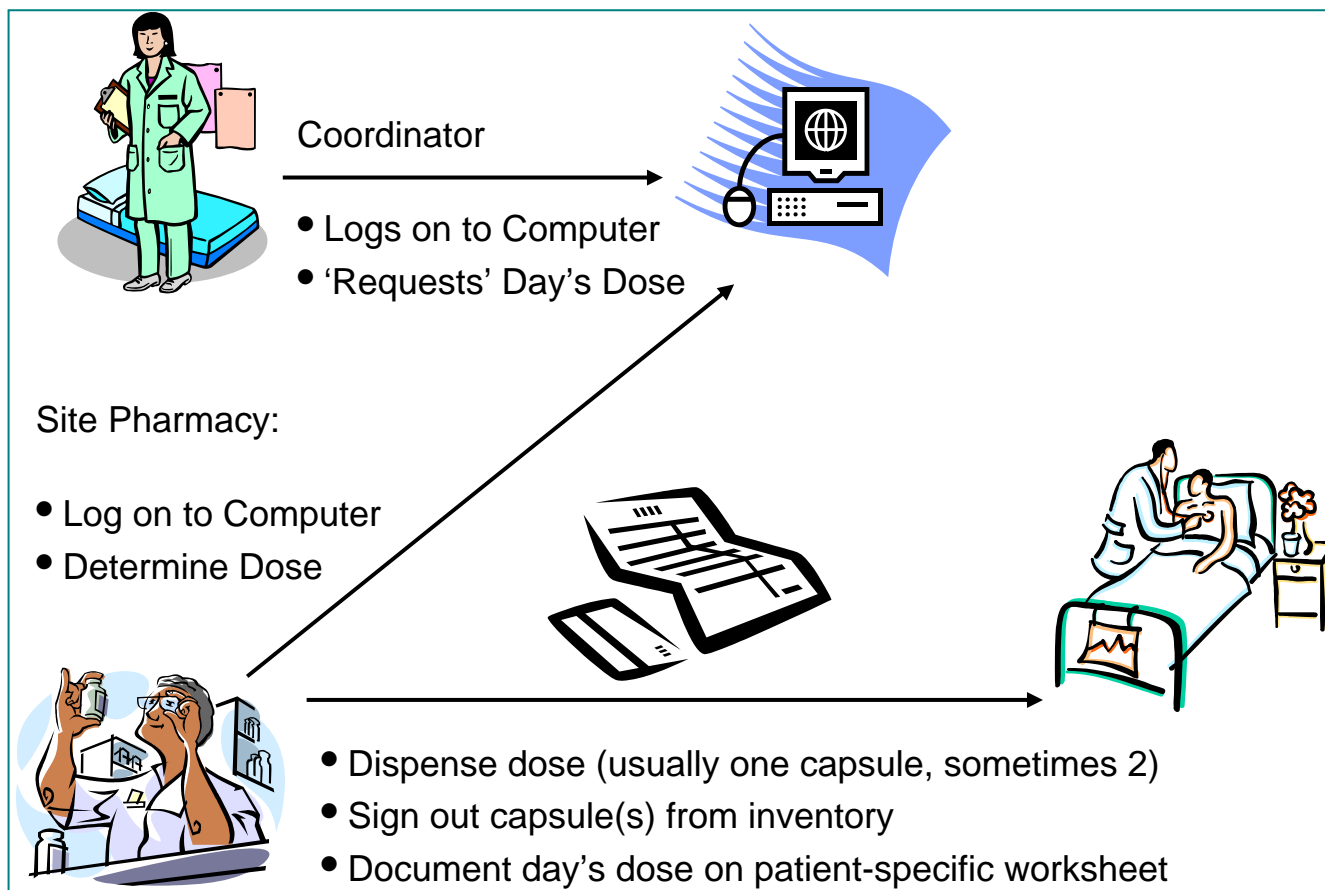 Coordinator
• Logs on to Computer
• ‘Requests’ Day’s Dose
Site Pharmacy:
• Log on to Computer
• Determine Dose
• Dispense dose (usually one capsule, sometimes 2)
• Sign out capsule(s) from inventory
• Document day’s dose on patient-specific worksheet